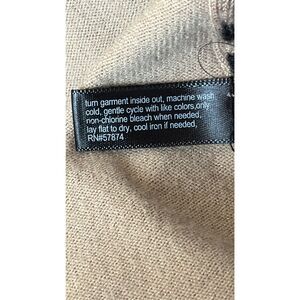 turn garment inside out, machine wash
cold, gentle cycle with like colors,only
non-chlorine bleach when needed,
lay flat to dry, cool iron if needed,
RN#57874